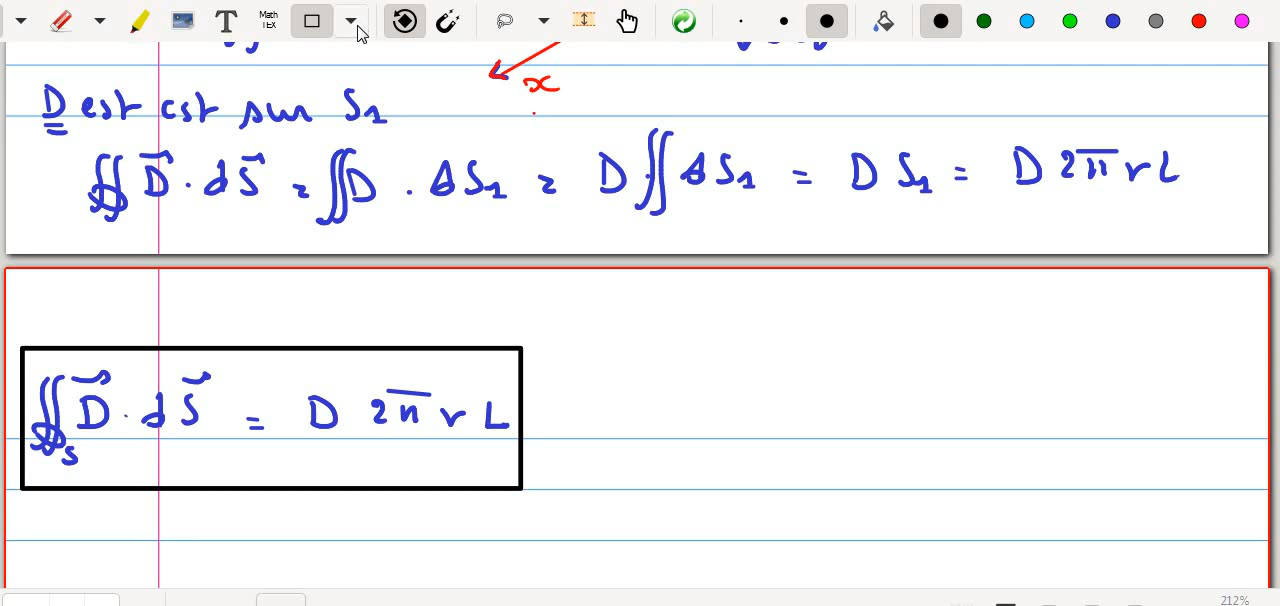 Math
TEX
T
x
D est cst sur S₁
∯ D⃗ · dS⃗ = ∬ D · dS₁ = D ∬ dS₁ = D S₁ = D 2π r L
∯ₛ D⃗ · dS⃗ = D 2π r L
212%